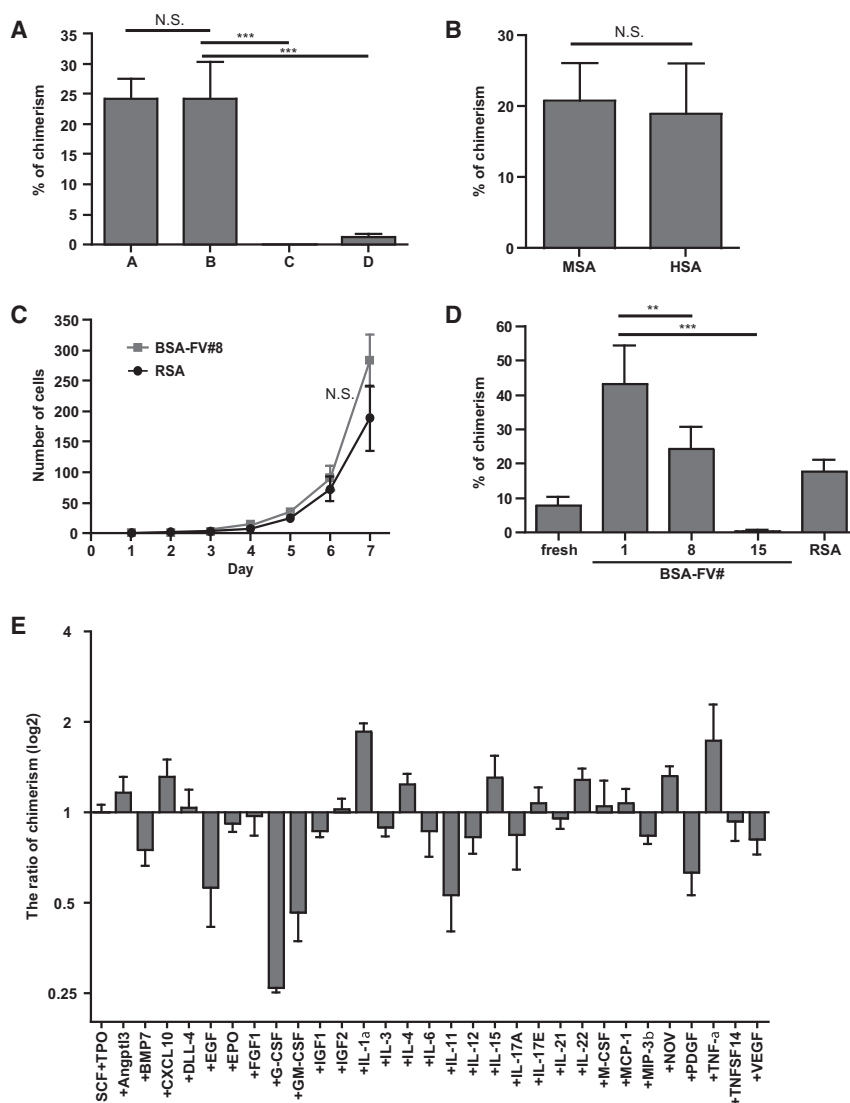 A
N.S.
***
***
% of chimerism
35
30
25
20
15
10
5
0
A B C D
B
N.S.
% of chimerism
30
20
10
0
MSA HSA
C
Number of cells
350
300
250
200
150
100
50
0
BSA-FV#8
RSA
N.S.
0 1 2 3 4 5 6 7
Day
D
**
***
% of chimerism
60
50
40
30
20
10
0
fresh 1 8 15 RSA
BSA-FV#
E
The ratio of chimerism (log2)
4
2
1
0.5
0.25
SCF+TPO
+Angptl3
+BMP7
+CXCL10
+DLL-4
+EGF
+EPO
+FGF1
+G-CSF
+GM-CSF
+IGF1
+IGF2
+IL-1a
+IL-3
+IL-4
+IL-6
+IL-11
+IL-12
+IL-15
+IL-17A
+IL-17E
+IL-21
+IL-22
+M-CSF
+MCP-1
+MIP-3b
+NOV
+PDGF
+TNF-a
+TNFSF14
+VEGF